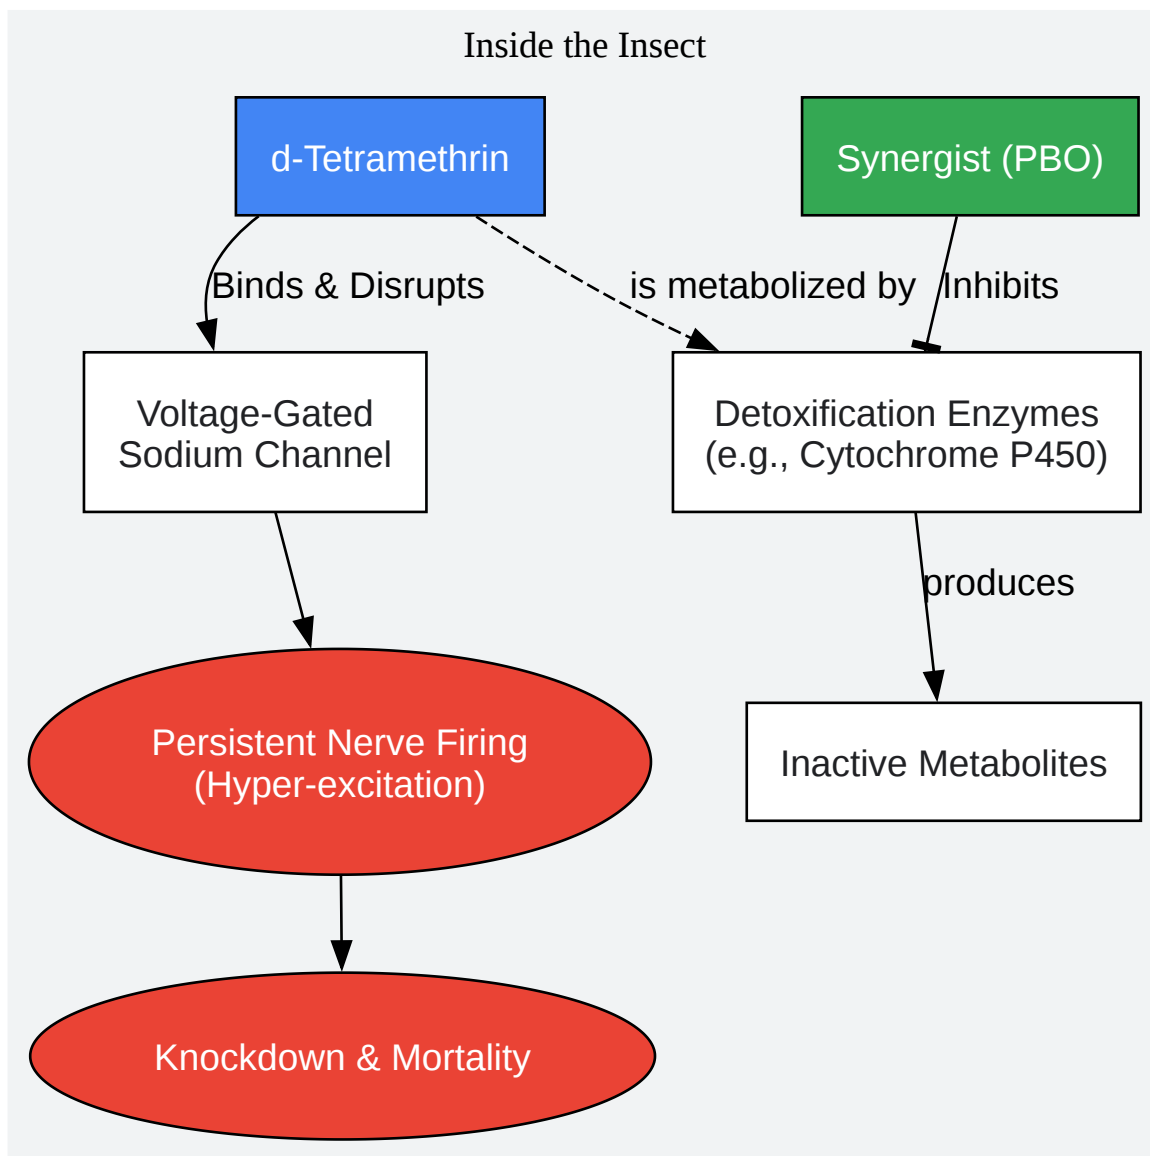 Inside the Insect
d-Tetramethrin
Synergist (PBO)
Binds & Disrupts
is metabolized by
Inhibits
Voltage-Gated
Sodium Channel
Detoxification Enzymes
(e.g., Cytochrome P450)
produces
Persistent Nerve Firing
(Hyper-excitation)
Inactive Metabolites
Knockdown & Mortality